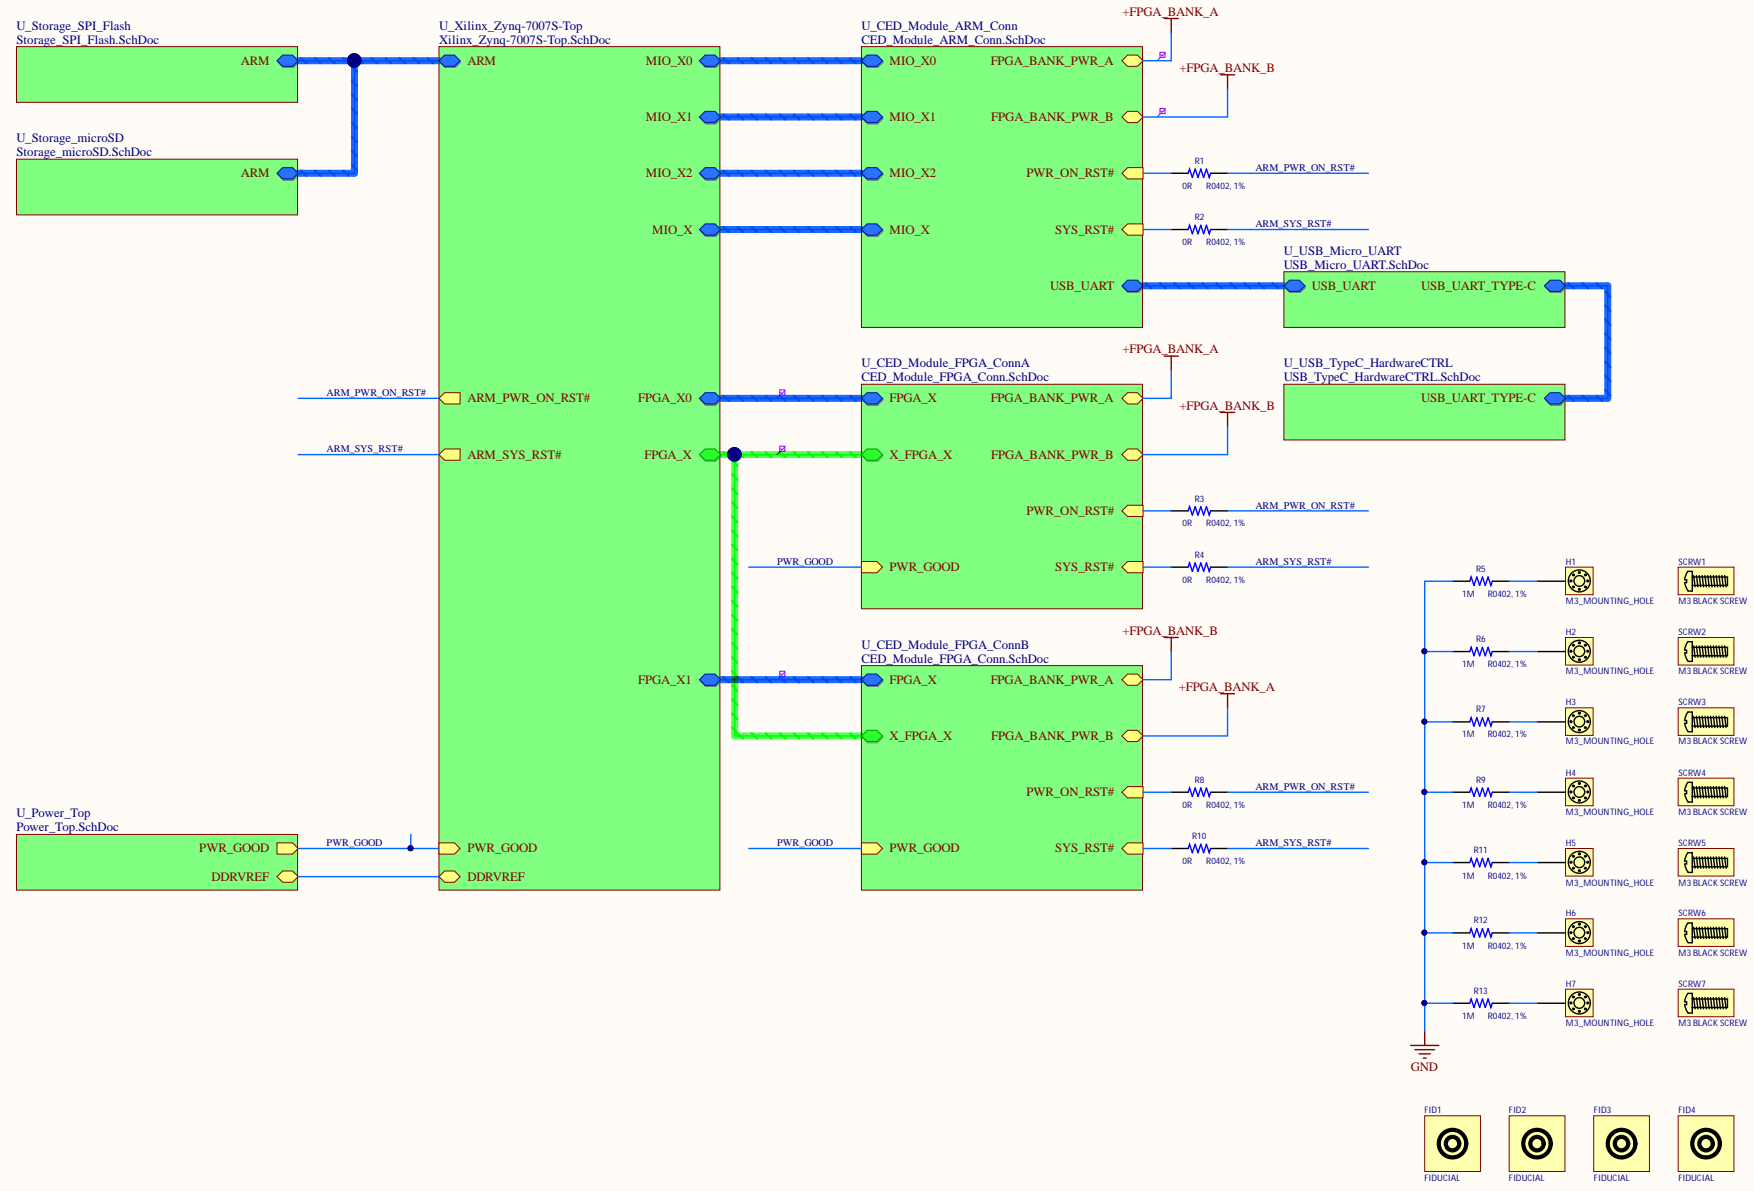 U_Storage_SPI_Flash
Storage_SPI_Flash.SchDoc
ARM
U_Storage_microSD
Storage_microSD.SchDoc
ARM
U_Xilinx_Zynq-7007S-Top
Xilinx_Zynq-7007S-Top.SchDoc
ARM
MIO_X0
MIO_X1
MIO_X2
MIO_X
ARM_PWR_ON_RST#
ARM_PWR_ON_RST#
FPGA_X0
ARM_SYS_RST#
ARM_SYS_RST#
FPGA_X
FPGA_X1
PWR_GOOD
DDRVREF
U_Power_Top
Power_Top.SchDoc
PWR_GOOD
DDRVREF
PWR_GOOD
U_CED_Module_ARM_Conn
CED_Module_ARM_Conn.SchDoc
MIO_X0
FPGA_BANK_PWR_A
+FPGA_BANK_A
MIO_X1
FPGA_BANK_PWR_B
+FPGA_BANK_B
MIO_X2
PWR_ON_RST#
R1
0R
R0402, 1%
ARM_PWR_ON_RST#
MIO_X
SYS_RST#
R2
0R
R0402, 1%
ARM_SYS_RST#
USB_UART
U_USB_Micro_UART
USB_Micro_UART.SchDoc
USB_UART
USB_UART_TYPE-C
U_USB_TypeC_HardwareCTRL
USB_TypeC_HardwareCTRL.SchDoc
USB_UART_TYPE-C
U_CED_Module_FPGA_ConnA
CED_Module_FPGA_Conn.SchDoc
FPGA_X
FPGA_BANK_PWR_A
+FPGA_BANK_A
X_FPGA_X
FPGA_BANK_PWR_B
+FPGA_BANK_B
PWR_ON_RST#
R3
0R
R0402, 1%
ARM_PWR_ON_RST#
PWR_GOOD
PWR_GOOD
SYS_RST#
R4
0R
R0402, 1%
ARM_SYS_RST#
U_CED_Module_FPGA_ConnB
CED_Module_FPGA_Conn.SchDoc
FPGA_X
FPGA_BANK_PWR_A
+FPGA_BANK_B
X_FPGA_X
FPGA_BANK_PWR_B
+FPGA_BANK_A
PWR_ON_RST#
R8
0R
R0402, 1%
ARM_PWR_ON_RST#
PWR_GOOD
PWR_GOOD
SYS_RST#
R10
0R
R0402, 1%
ARM_SYS_RST#
R5
1M
R0402, 1%
H1
M3_MOUNTING_HOLE
SCRW1
M3 BLACK SCREW
R6
1M
R0402, 1%
H2
M3_MOUNTING_HOLE
SCRW2
M3 BLACK SCREW
R7
1M
R0402, 1%
H3
M3_MOUNTING_HOLE
SCRW3
M3 BLACK SCREW
R9
1M
R0402, 1%
H4
M3_MOUNTING_HOLE
SCRW4
M3 BLACK SCREW
R11
1M
R0402, 1%
H5
M3_MOUNTING_HOLE
SCRW5
M3 BLACK SCREW
R12
1M
R0402, 1%
H6
M3_MOUNTING_HOLE
SCRW6
M3 BLACK SCREW
R13
1M
R0402, 1%
H7
M3_MOUNTING_HOLE
SCRW7
M3 BLACK SCREW
GND
FID1
FIDUCIAL
FID2
FIDUCIAL
FID3
FIDUCIAL
FID4
FIDUCIAL